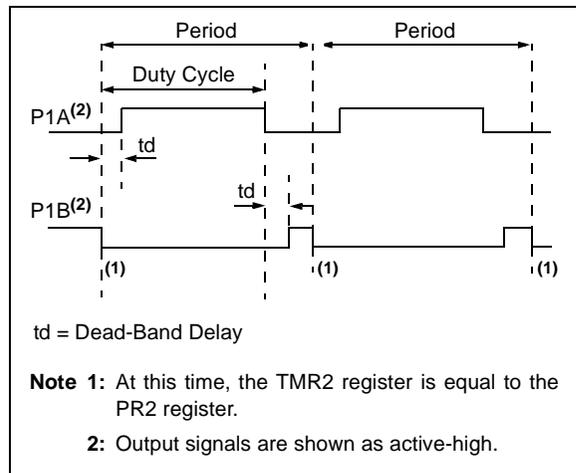 Period Period
Duty Cycle
P1A(2)
td
td
P1B(2)
(1) (1) (1)
td = Dead-Band Delay
Note 1: At this time, the TMR2 register is equal to the
PR2 register.
2: Output signals are shown as active-high.